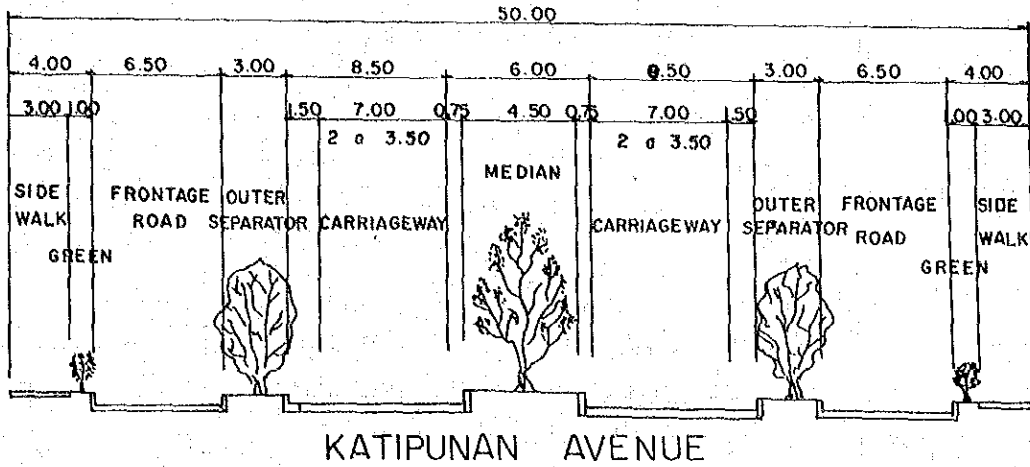 50.00
4.00 6.50 3.00 8.50 6.00 8.50 3.00 6.50 4.00
3.00 1.00 1.50 7.00 0.75 4.50 0.75 7.00 1.50 1.00 3.00
2 a 3.50 2 a 3.50
MEDIAN
SIDE WALK
GREEN
FRONTAGE ROAD
OUTER SEPARATOR
CARRIAGEWAY
CARRIAGEWAY
OUTER SEPARATOR
FRONTAGE ROAD
GREEN
SIDE WALK
KATIPUNAN AVENUE